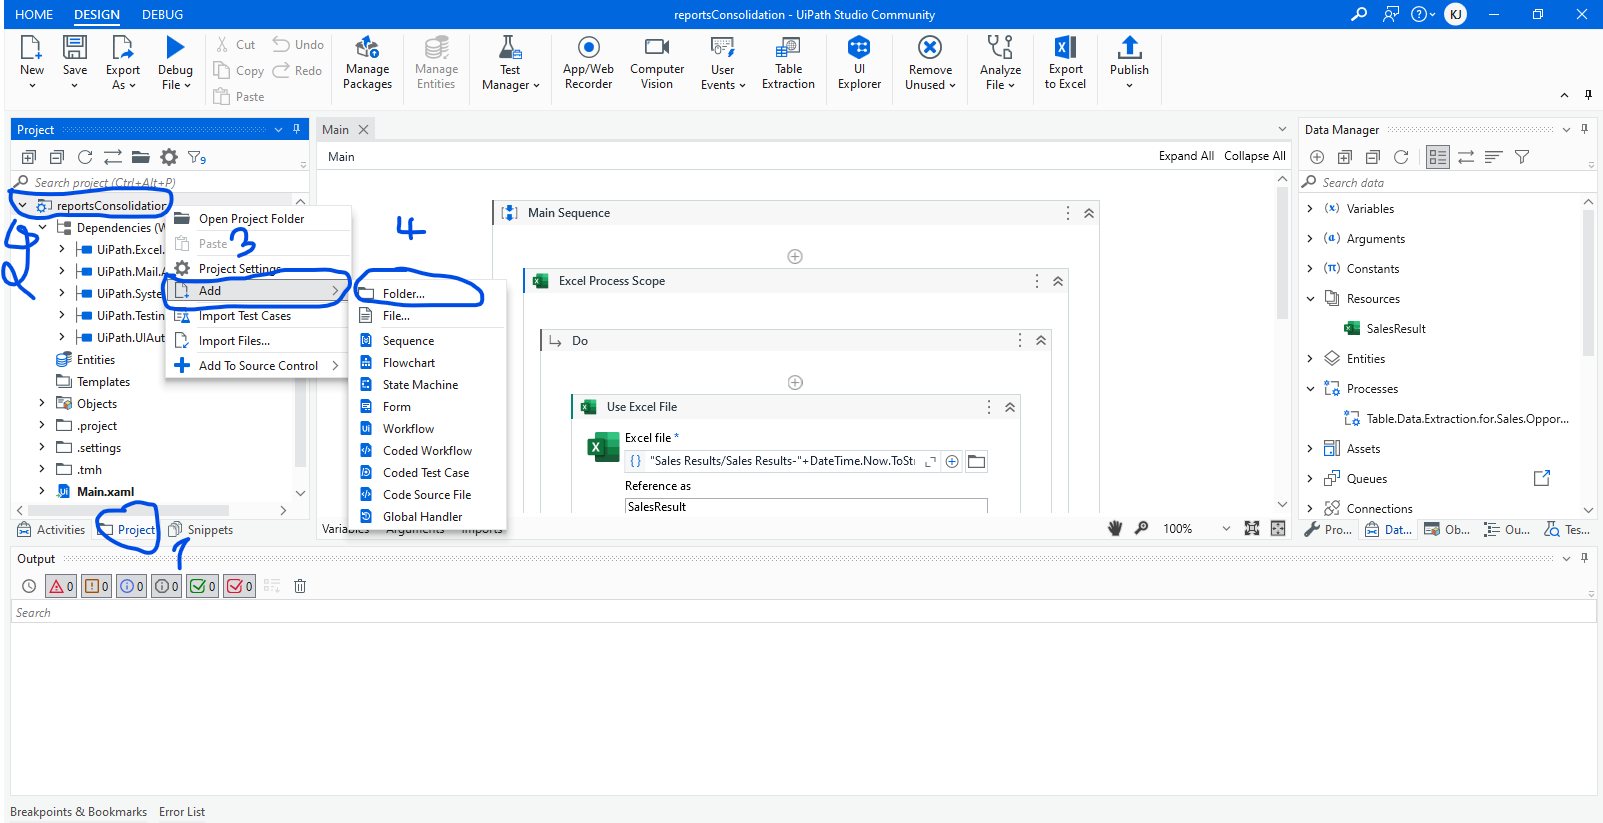 HOME DESIGN DEBUG
reportsConsolidation - UiPath Studio Community
KJ
New Save Export As Debug File
Cut Undo
Copy Redo
Paste
Manage Packages
Manage Entities
Test Manager
App/Web Recorder
Computer Vision
User Events
Table Extraction
UI Explorer
Remove Unused
Analyze File
Export to Excel
Publish
Project
9
Search project (Ctrl+Alt+P)
reportsConsolidation
Dependencies (W
UiPath.Excel.
UiPath.Mail.A
UiPath.Syste
UiPath.Testin
UiPath.UIAut
Entities
Templates
Objects
.project
.settings
.tmh
Main.xaml
Activities Project Snippets
1
2
3
4
Open Project Folder
Paste
Project Settings
Add
Import Test Cases
Import Files...
Add To Source Control
Folder...
File...
Sequence
Flowchart
State Machine
Form
Workflow
Coded Workflow
Coded Test Case
Code Source File
Global Handler
Main
Main
Expand All Collapse All
Main Sequence
Excel Process Scope
Do
Use Excel File
Excel file *
"Sales Results/Sales Results-"+DateTime.Now.ToStr
Reference as
SalesResult
Variables Arguments Imports
100%
Data Manager
Search data
Variables
Arguments
Constants
Resources
SalesResult
Entities
Processes
Table.Data.Extraction.for.Sales.Oppor...
Assets
Queues
Connections
Pro... Dat... Ob... Ou... Tes...
Output
0 0 0 0 0 0
Search
Breakpoints & Bookmarks Error List